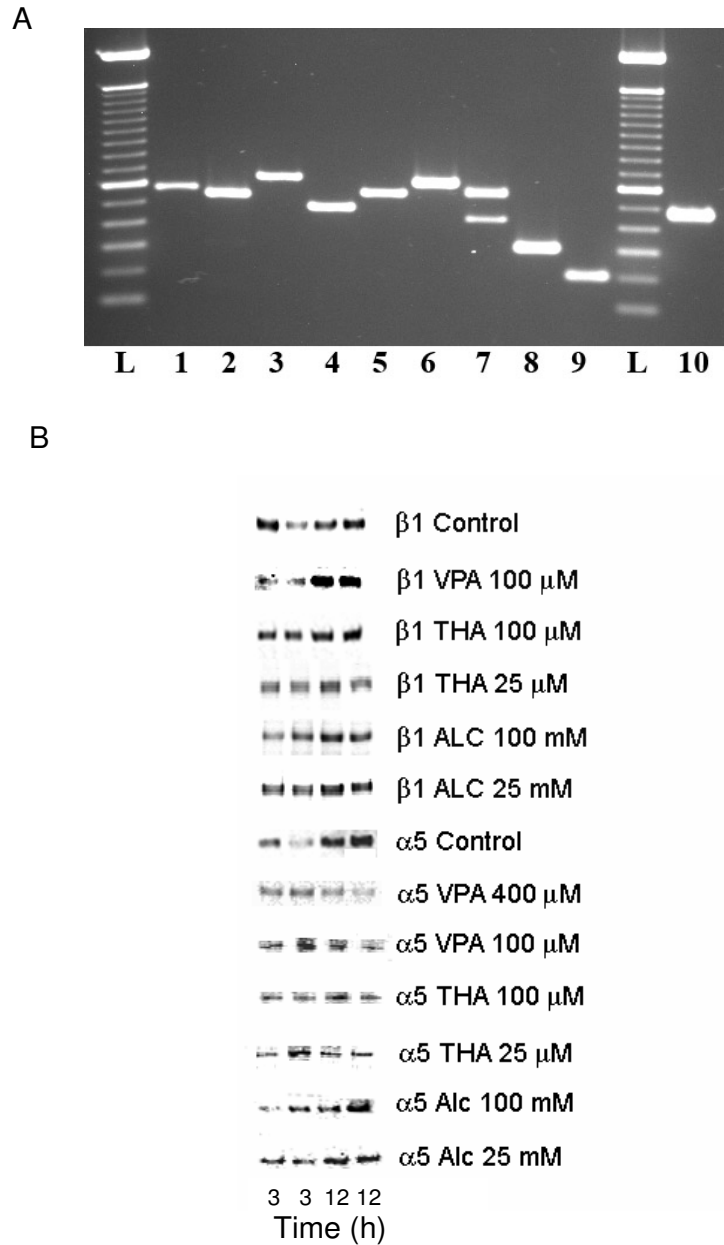 A
L 1 2 3 4 5 6 7 8 9 L 10
B
β1 Control
β1 VPA 100 μM
β1 THA 100 μM
β1 THA 25 μM
β1 ALC 100 mM
β1 ALC 25 mM
α5 Control
α5 VPA 400 μM
α5 VPA 100 μM
α5 THA 100 μM
α5 THA 25 μM
α5 Alc 100 mM
α5 Alc 25 mM
3 3 12 12
Time (h)